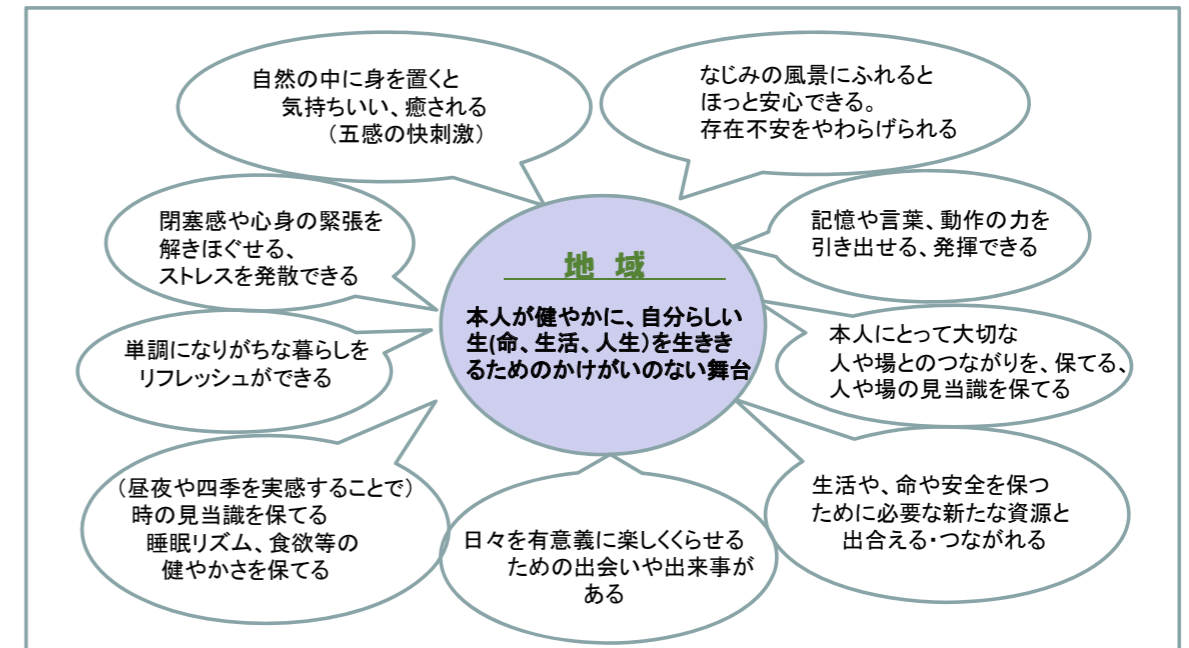 自然の中に身を置くと
気持ちいい、癒される
(五感の快刺激)
なじみの風景にふれると
ほっと安心できる。
存在不安をやわらげられる
閉塞感や心身の緊張を
解きほぐせる、
ストレスを発散できる
記憶や言葉、動作の力を
引き出せる、発揮できる
地 域
本人が健やかに、自分らしい
生(命、生活、人生)を生きき
るためのかけがいのない舞台
単調になりがちな暮らしを
リフレッシュができる
本人にとって大切な
人や場とのつながりを、保てる、
人や場の見当識を保てる
(昼夜や四季を実感することで)
時の見当識を保てる
睡眠リズム、食欲等の
健やかさを保てる
日々を有意義に楽しくくらせる
ための出会いや出来事が
ある
生活や、命や安全を保つ
ために必要な新たな資源と
出合える・つながれる